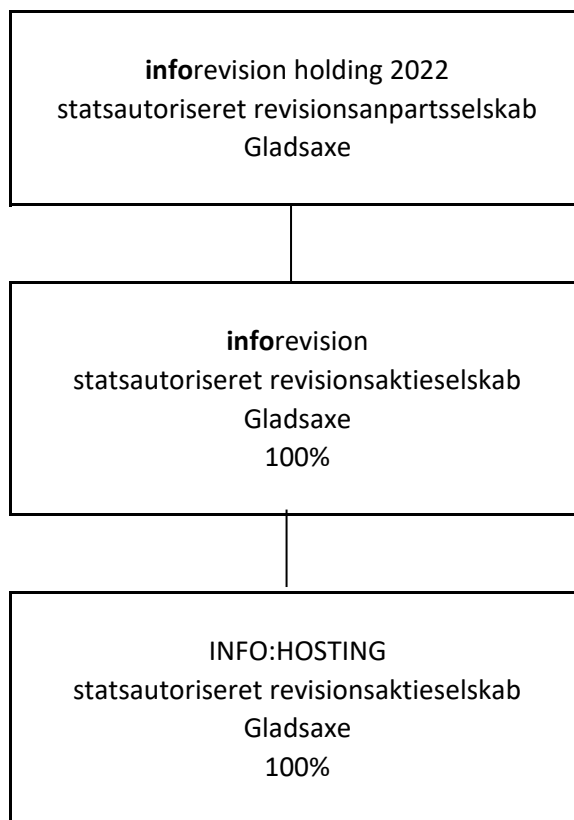 inforevision holding 2022
statsautoriseret revisionsanpartsselskab
Gladsaxe
inforevision
statsautoriseret revisionsaktieselskab
Gladsaxe
100%
INFO:HOSTING
statsautoriseret revisionsaktieselskab
Gladsaxe
100%